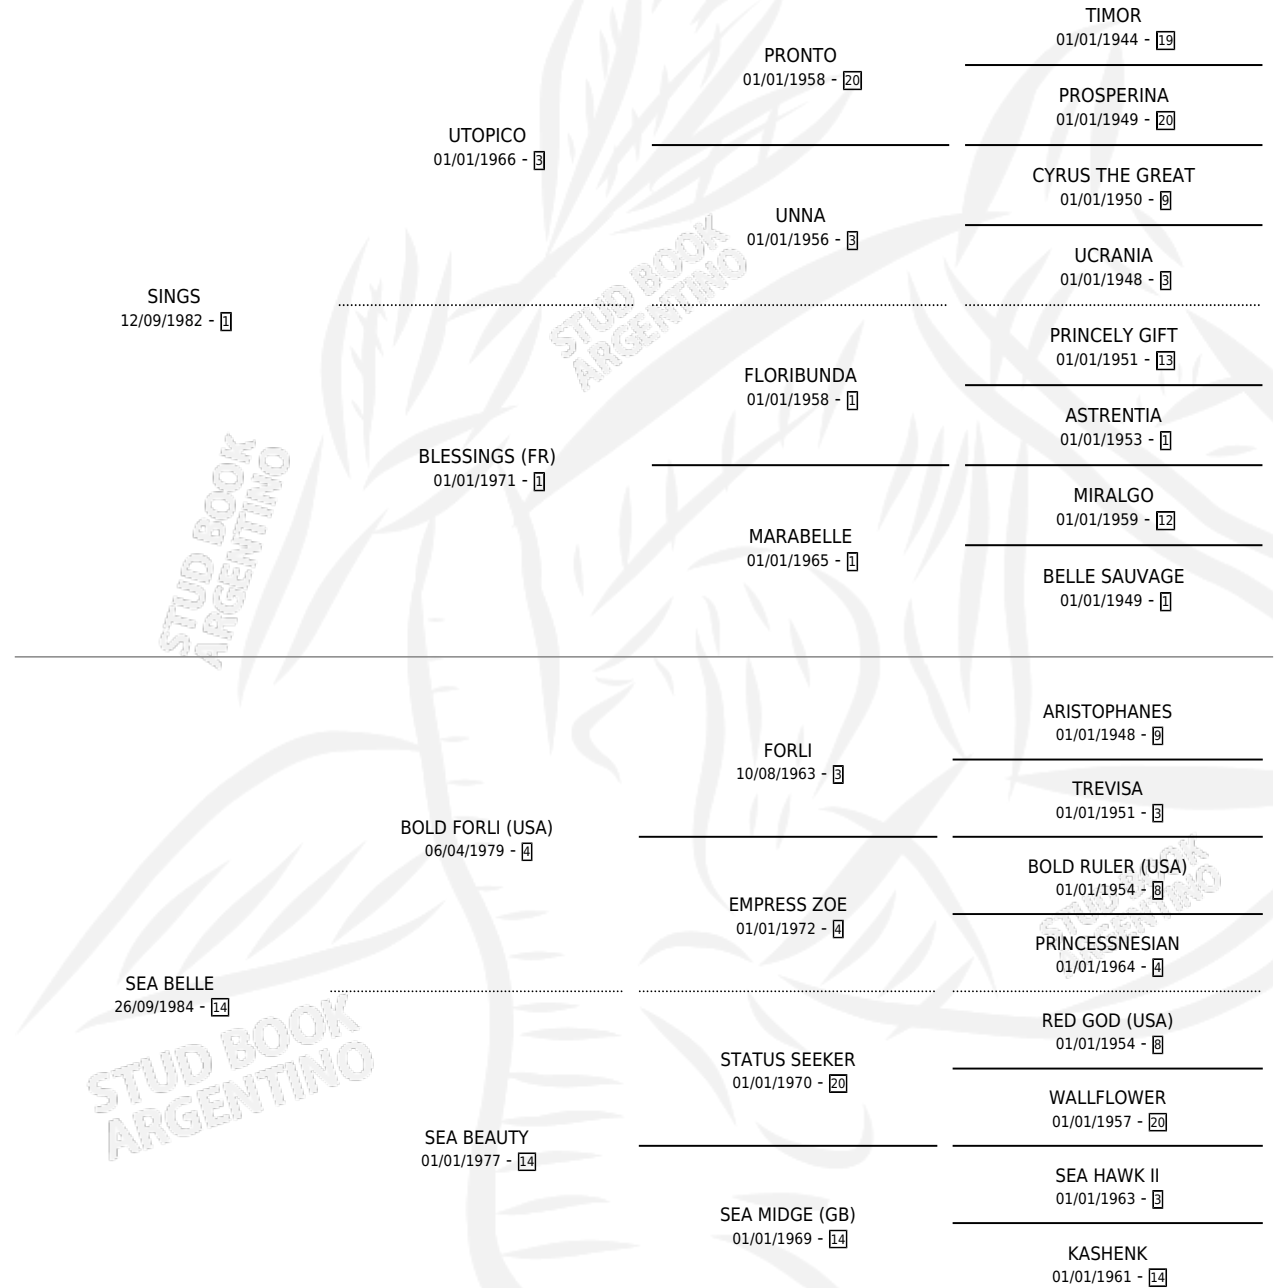 TIMOR
01/01/1944 - 19
PRONTO
01/01/1958 - 20
PROSPERINA
01/01/1949 - 20
UTOPICO
01/01/1966 - 3
CYRUS THE GREAT
01/01/1950 - 9
UNNA
01/01/1956 - 3
UCRANIA
01/01/1948 - 3
SINGS
12/09/1982 - 1
PRINCELY GIFT
01/01/1951 - 13
FLORIBUNDA
01/01/1958 - 1
ASTRENTIA
01/01/1953 - 1
BLESSINGS (FR)
01/01/1971 - 1
MIRALGO
01/01/1959 - 12
MARABELLE
01/01/1965 - 1
BELLE SAUVAGE
01/01/1949 - 1
STUD BOOK
ARGENTINO
STUD BOOK
ARGENTINO
ARISTOPHANES
01/01/1948 - 9
FORLI
10/08/1963 - 3
TREVISA
01/01/1951 - 3
BOLD FORLI (USA)
06/04/1979 - 4
BOLD RULER (USA)
01/01/1954 - 8
EMPRESS ZOE
01/01/1972 - 4
PRINCESSNESIAN
01/01/1964 - 4
SEA BELLE
26/09/1984 - 14
RED GOD (USA)
01/01/1954 - 8
STATUS SEEKER
01/01/1970 - 20
WALLFLOWER
01/01/1957 - 20
SEA BEAUTY
01/01/1977 - 14
SEA HAWK II
01/01/1963 - 3
SEA MIDGE (GB)
01/01/1969 - 14
KASHENK
01/01/1961 - 14
STUD BOOK
ARGENTINO
STUD BOOK
ARGENTINO